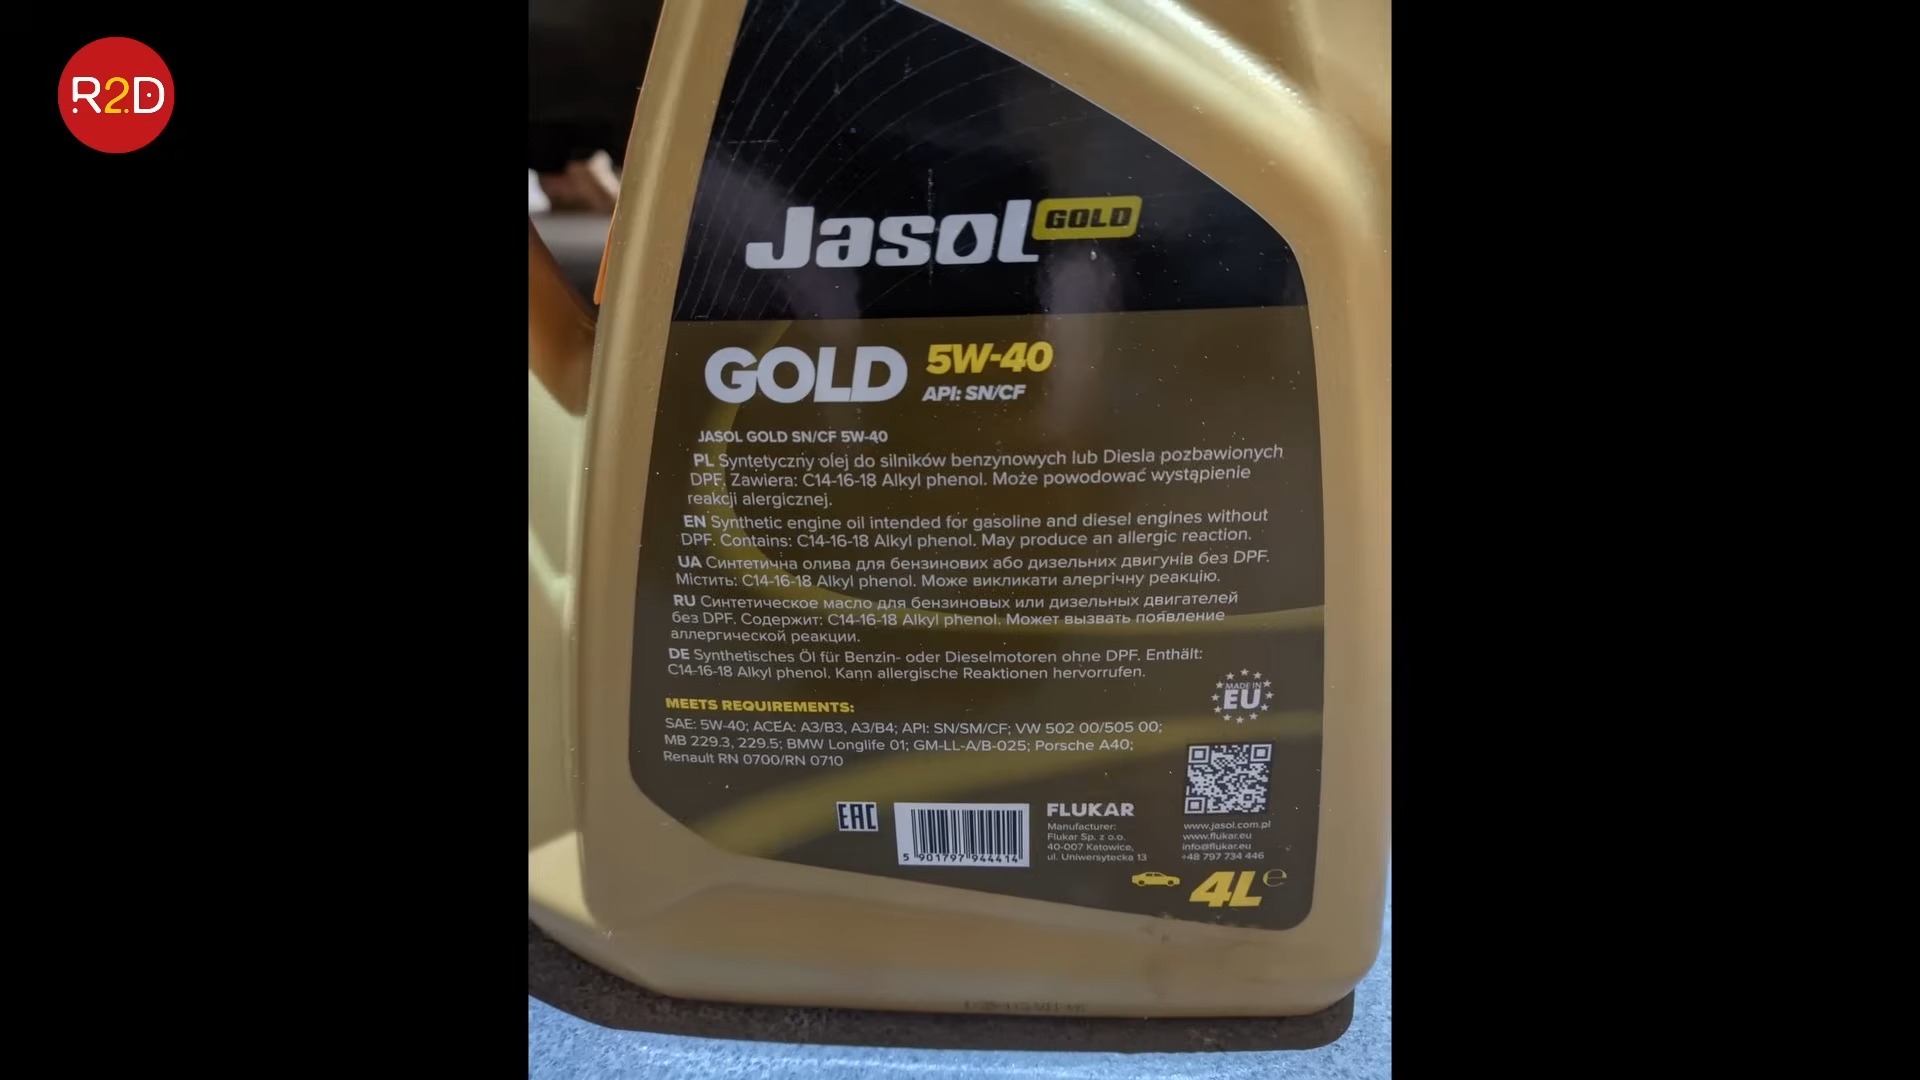 R2D
Jasol GOLD
GOLD 5W-40
API: SN/CF
JASOL GOLD SN/CF 5W-40
PL Syntetyczny olej do silników benzynowych lub Diesla pozbawionych
DPF. Zawiera: C14-16-18 Alkyl phenol. Może powodować wystąpienie
reakcji alergicznej.
EN Synthetic engine oil intended for gasoline and diesel engines without
DPF. Contains: C14-16-18 Alkyl phenol. May produce an allergic reaction.
UA Синтетична олива для бензинових або дизельних двигунів без DPF.
Містить: C14-16-18 Alkyl phenol. Може викликати алергічну реакцію.
RU Синтетическое масло для бензиновых или дизельных двигателей
без DPF. Содержит: C14-16-18 Alkyl phenol. Может вызвать появление
аллергической реакции.
DE Synthetisches Öl für Benzin- oder Dieselmotoren ohne DPF. Enthält:
C14-16-18 Alkyl phenol. Kann allergische Reaktionen hervorrufen.
MADE IN
EU
MEETS REQUIREMENTS:
SAE: 5W-40; ACEA: A3/B3, A3/B4; API: SN/SM/CF; VW 502 00/505 00;
MB 229.3, 229.5; BMW Longlife 01; GM-LL-A/B-025; Porsche A40;
Renault RN 0700/RN 0710
EAC
5 901797 944414
FLUKAR
Manufacturer:
Flukar Sp. z o.o.
40-007 Katowice,
ul. Uniwersytecka 13
www.jasol.com.pl
www.flukar.eu
info@flukar.eu
+48 797 734 446
4L e